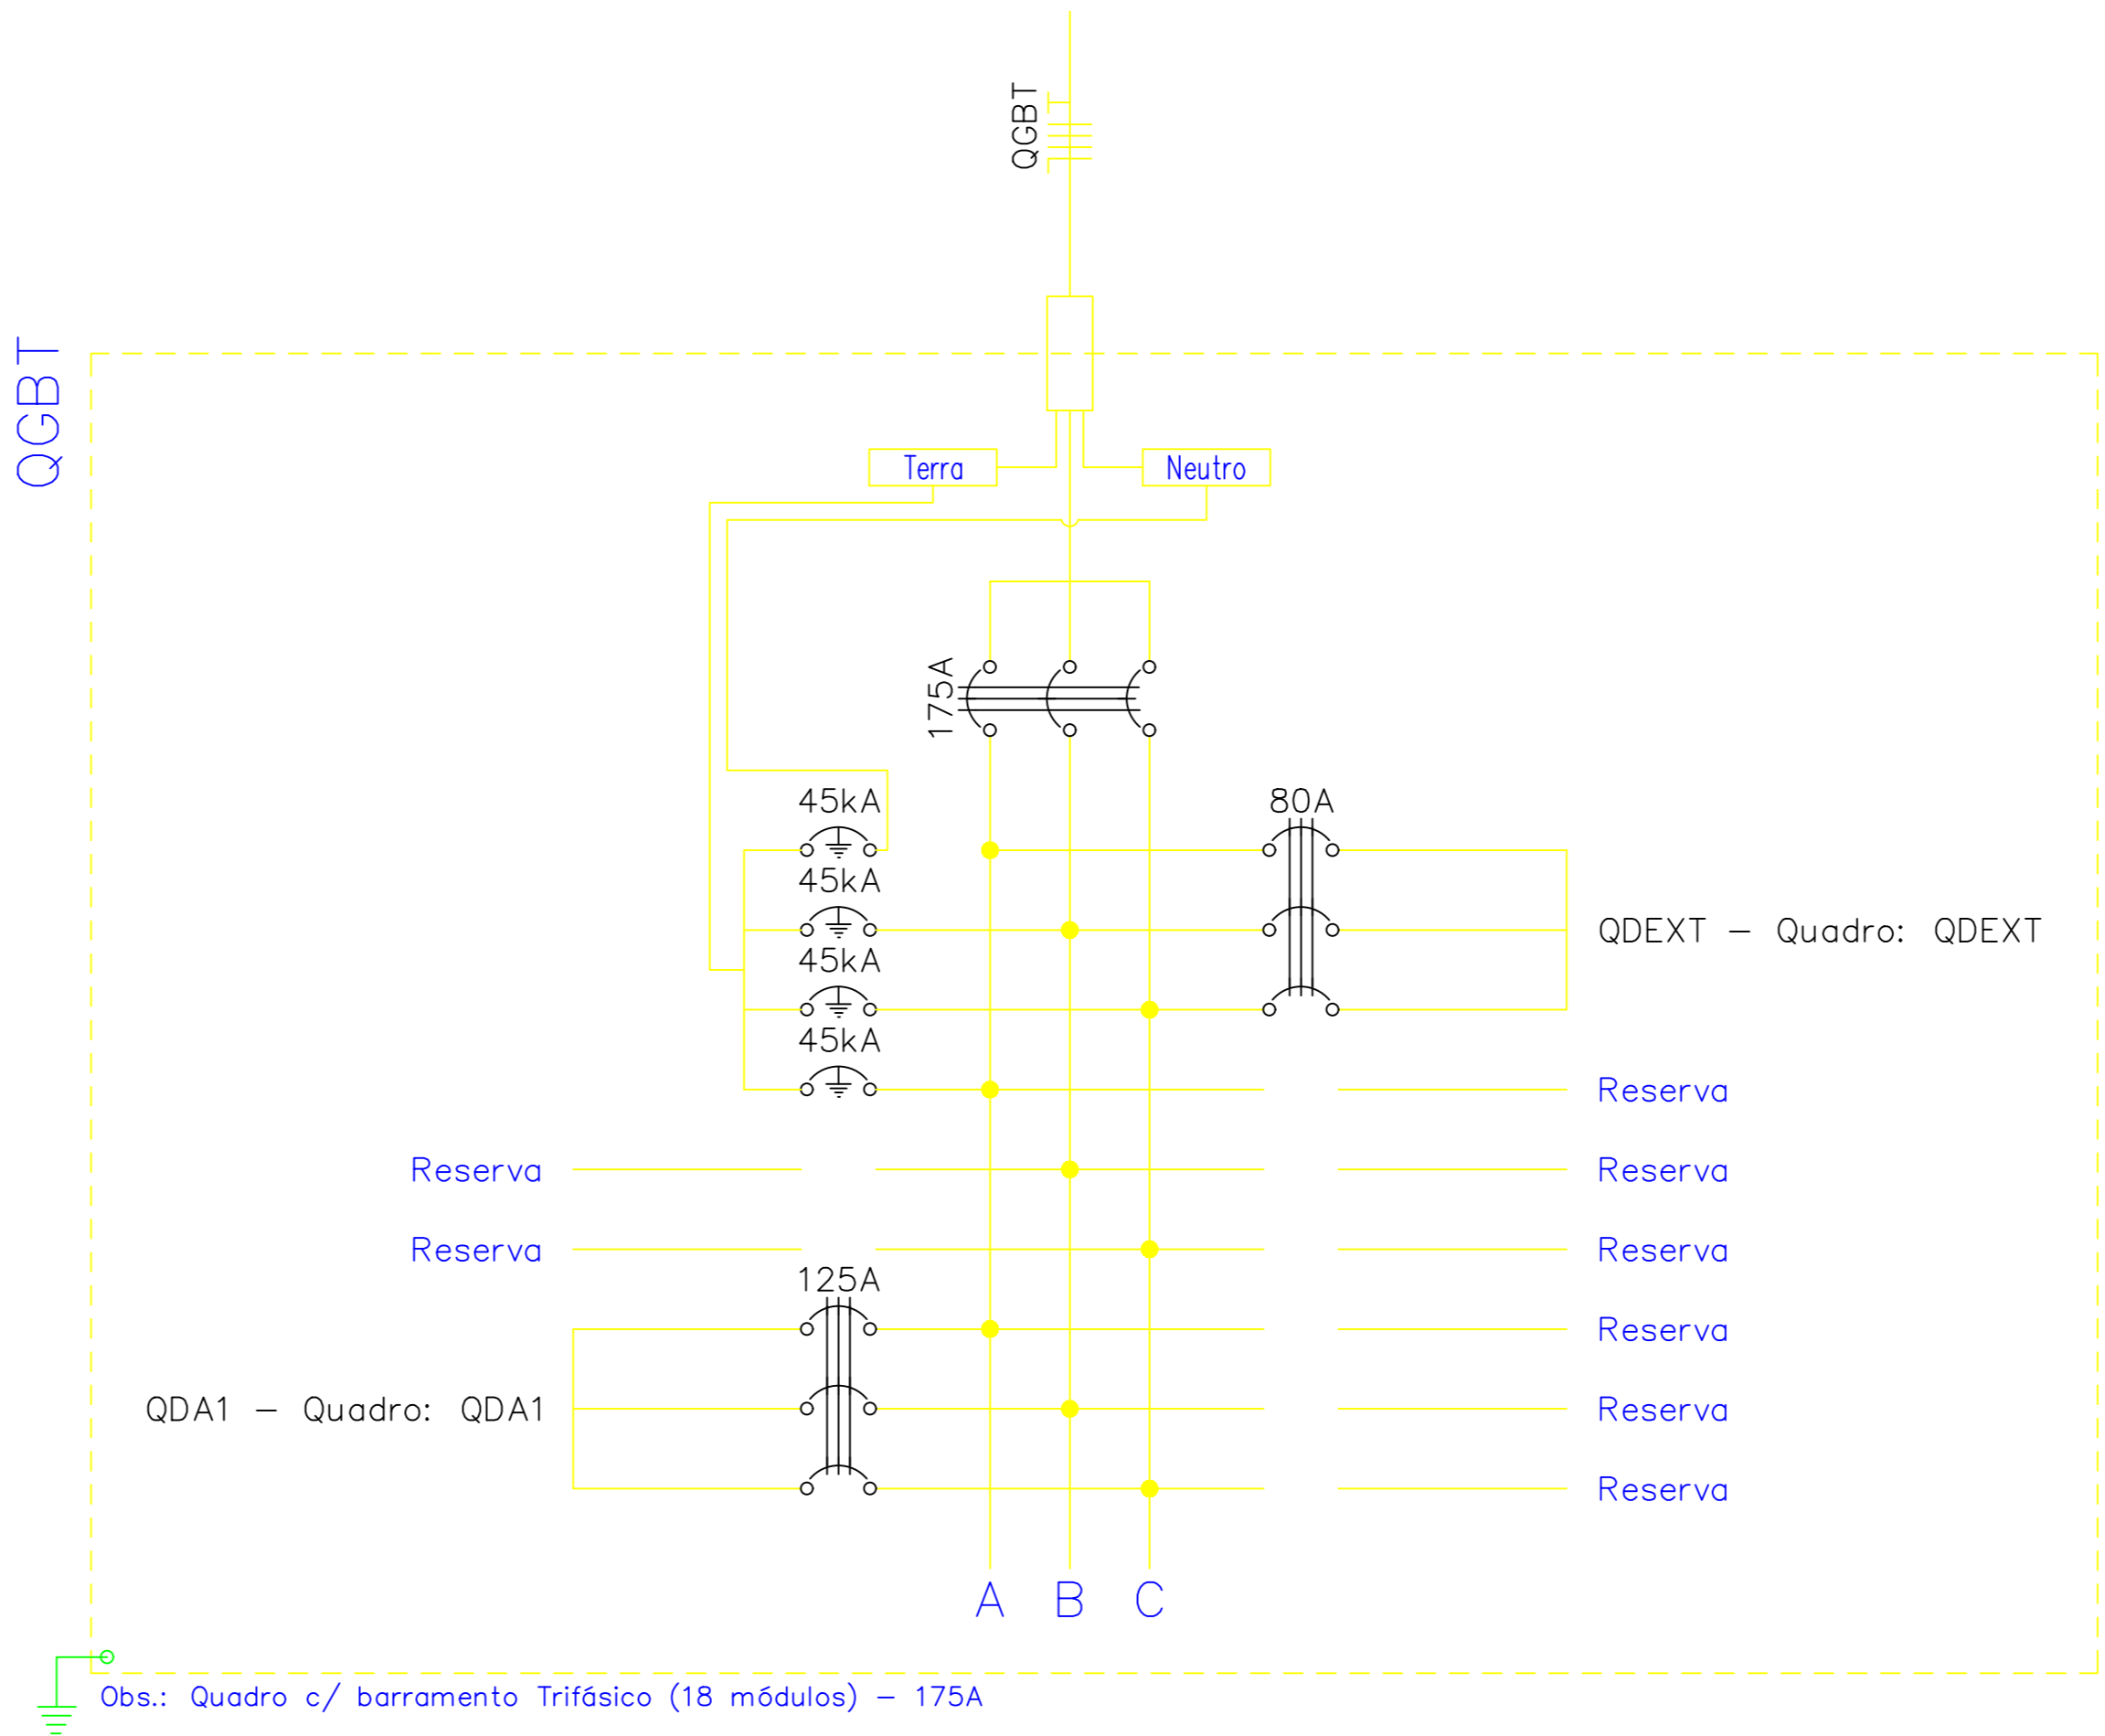 QGBT
QGBT
Terra
Neutro
175A
45kA
80A
45kA
QDEXT - Quadro: QDEXT
45kA
45kA
Reserva
Reserva
Reserva
Reserva
Reserva
125A
Reserva
QDA1 - Quadro: QDA1
Reserva
Reserva
A B C
Obs.: Quadro c/ barramento Trifásico (18 módulos) - 175A